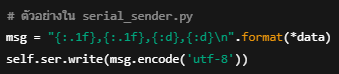 # ตัวอย่างใน serial_sender.py
msg = "{:.1f},{:.1f},{:d},{:d}\n".format(*data)
self.ser.write(msg.encode('utf-8'))